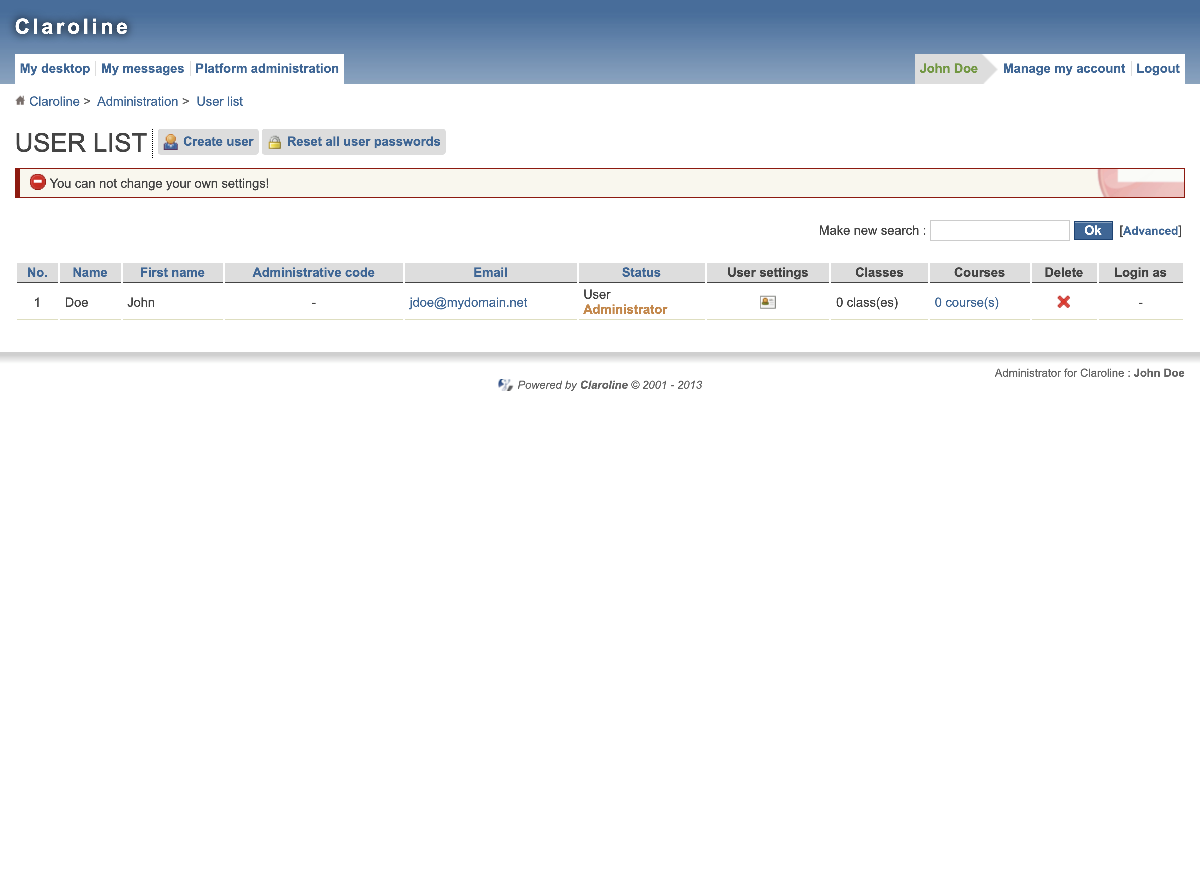 Claroline
My desktop My messages Platform administration John Doe Manage my account Logout
Claroline > Administration > User list
USER LIST Create user Reset all user passwords
You can not change your own settings!
Make new search : Ok [Advanced]
No. Name First name Administrative code Email Status User settings Classes Courses Delete Login as
1 Doe John - jdoe@mydomain.net User Administrator 0 class(es) 0 course(s) -
Administrator for Claroline : John Doe
Powered by Claroline © 2001 - 2013